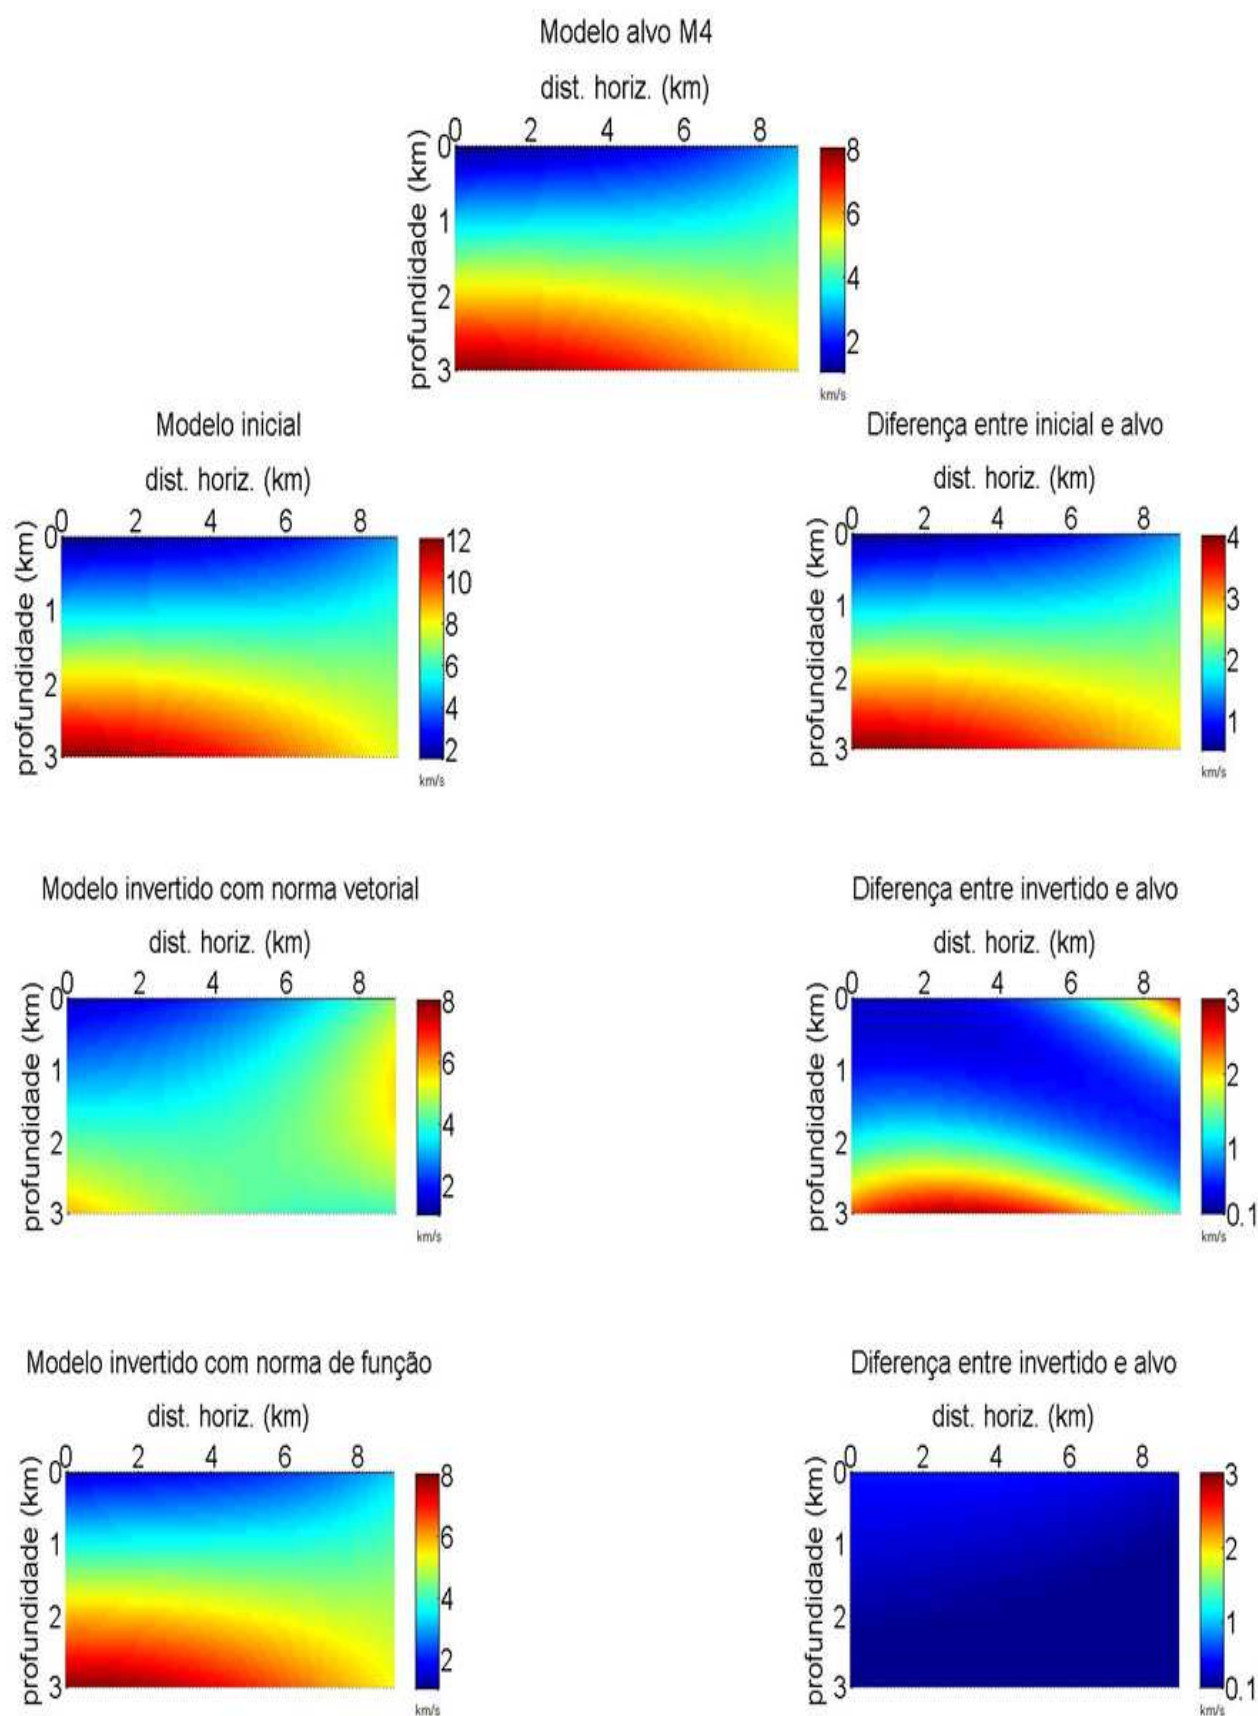 Modelo alvo M4
dist. horiz. (km)
0 2 4 6 8
profundidade (km)
0
1
2
3
8
6
4
2
km/s
Modelo inicial
dist. horiz. (km)
0 2 4 6 8
profundidade (km)
0
1
2
3
12
10
8
6
4
2
km/s
Diferença entre inicial e alvo
dist. horiz. (km)
0 2 4 6 8
profundidade (km)
0
1
2
3
4
3
2
1
km/s
Modelo invertido com norma vetorial
dist. horiz. (km)
0 2 4 6 8
profundidade (km)
0
1
2
3
8
6
4
2
km/s
Diferença entre invertido e alvo
dist. horiz. (km)
0 2 4 6 8
profundidade (km)
0
1
2
3
3
2
1
0.1
km/s
Modelo invertido com norma de função
dist. horiz. (km)
0 2 4 6 8
profundidade (km)
0
1
2
3
8
6
4
2
km/s
Diferença entre invertido e alvo
dist. horiz. (km)
0 2 4 6 8
profundidade (km)
0
1
2
3
3
2
1
0.1
km/s